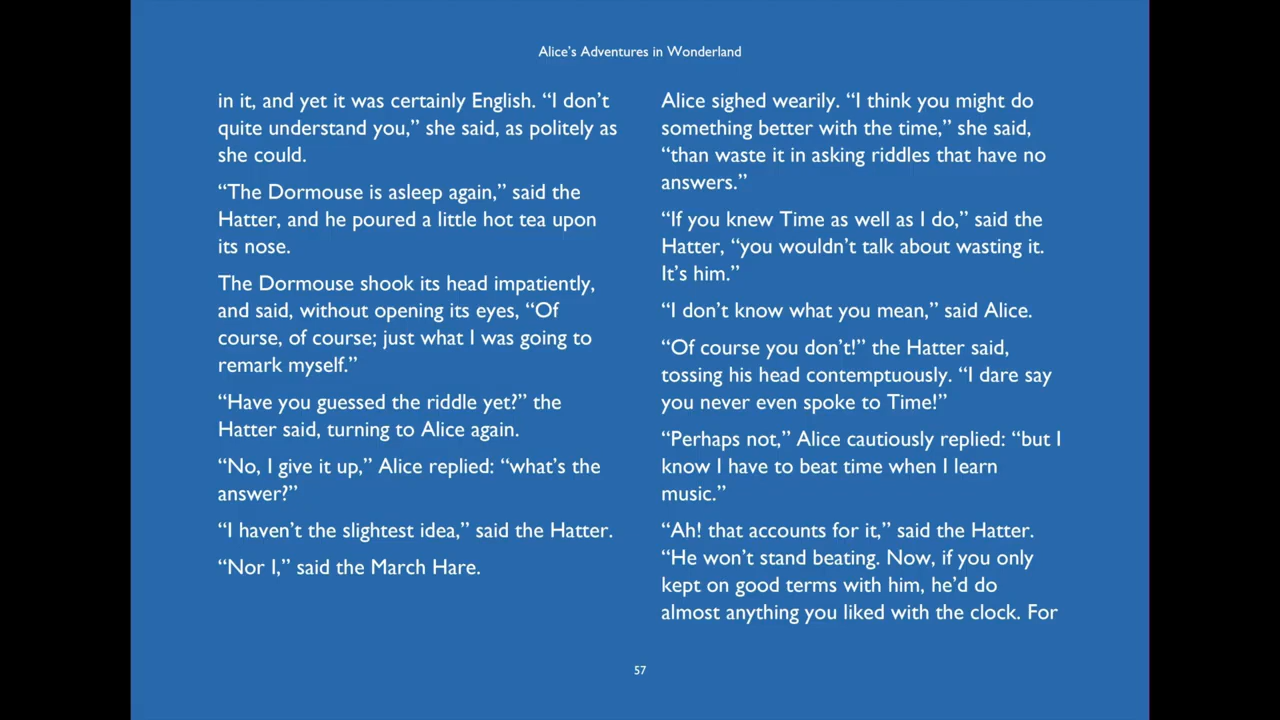 Alice’s Adventures in Wonderland
in it, and yet it was certainly English. “I don’t
quite understand you,” she said, as politely as
she could.
“The Dormouse is asleep again,” said the
Hatter, and he poured a little hot tea upon
its nose.
The Dormouse shook its head impatiently,
and said, without opening its eyes, “Of
course, of course; just what I was going to
remark myself.”
“Have you guessed the riddle yet?” the
Hatter said, turning to Alice again.
“No, I give it up,” Alice replied: “what’s the
answer?”
“I haven’t the slightest idea,” said the Hatter.
“Nor I,” said the March Hare.
Alice sighed wearily. “I think you might do
something better with the time,” she said,
“than waste it in asking riddles that have no
answers.”
“If you knew Time as well as I do,” said the
Hatter, “you wouldn’t talk about wasting it.
It’s him.”
“I don’t know what you mean,” said Alice.
“Of course you don’t!” the Hatter said,
tossing his head contemptuously. “I dare say
you never even spoke to Time!”
“Perhaps not,” Alice cautiously replied: “but I
know I have to beat time when I learn
music.”
“Ah! that accounts for it,” said the Hatter.
“He won’t stand beating. Now, if you only
kept on good terms with him, he’d do
almost anything you liked with the clock. For
57